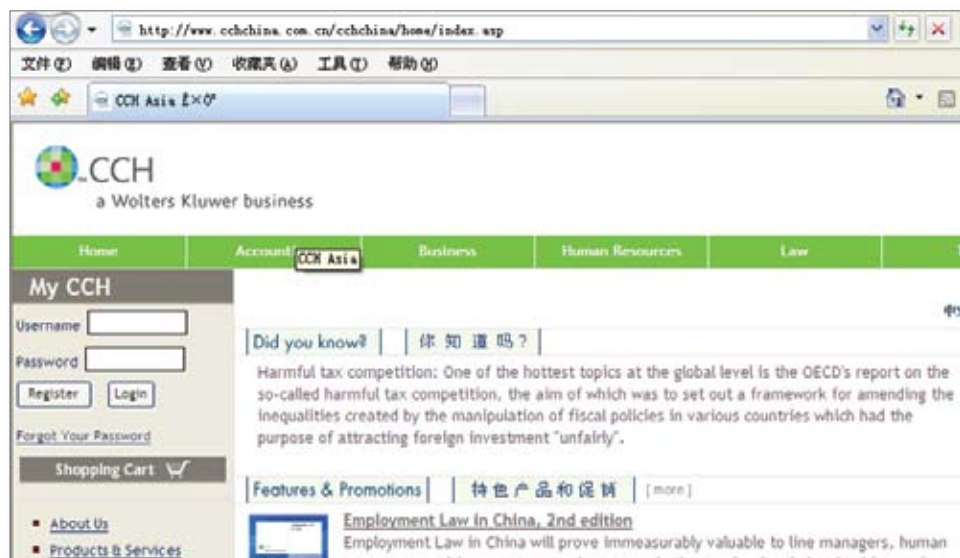 http://www.cchchina.com.cn/cchchina/home/index.asp
文件(F) 编辑(E) 查看(V) 收藏夹(A) 工具(T) 帮助(H)
CCH Asia £×Oª
CCH
a Wolters Kluwer business
Home Business Human Resources Law
CCH Asia
My CCH
Username
Password
Register Login
Forgot Your Password
Shopping Cart
About Us
Products & Services
Did you know? 你知道吗?
Harmful tax competition: One of the hottest topics at the global level is the OECD's report on the
so-called harmful tax competition, the aim of which was to set out a framework for amending the
inequalities created by the manipulation of fiscal policies in various countries which had the
purpose of attracting foreign investment "unfairly".
Features & Promotions 特色产品和促销 [more]
Employment Law in China, 2nd edition
Employment Law in China will prove immeasurably valuable to line managers, human